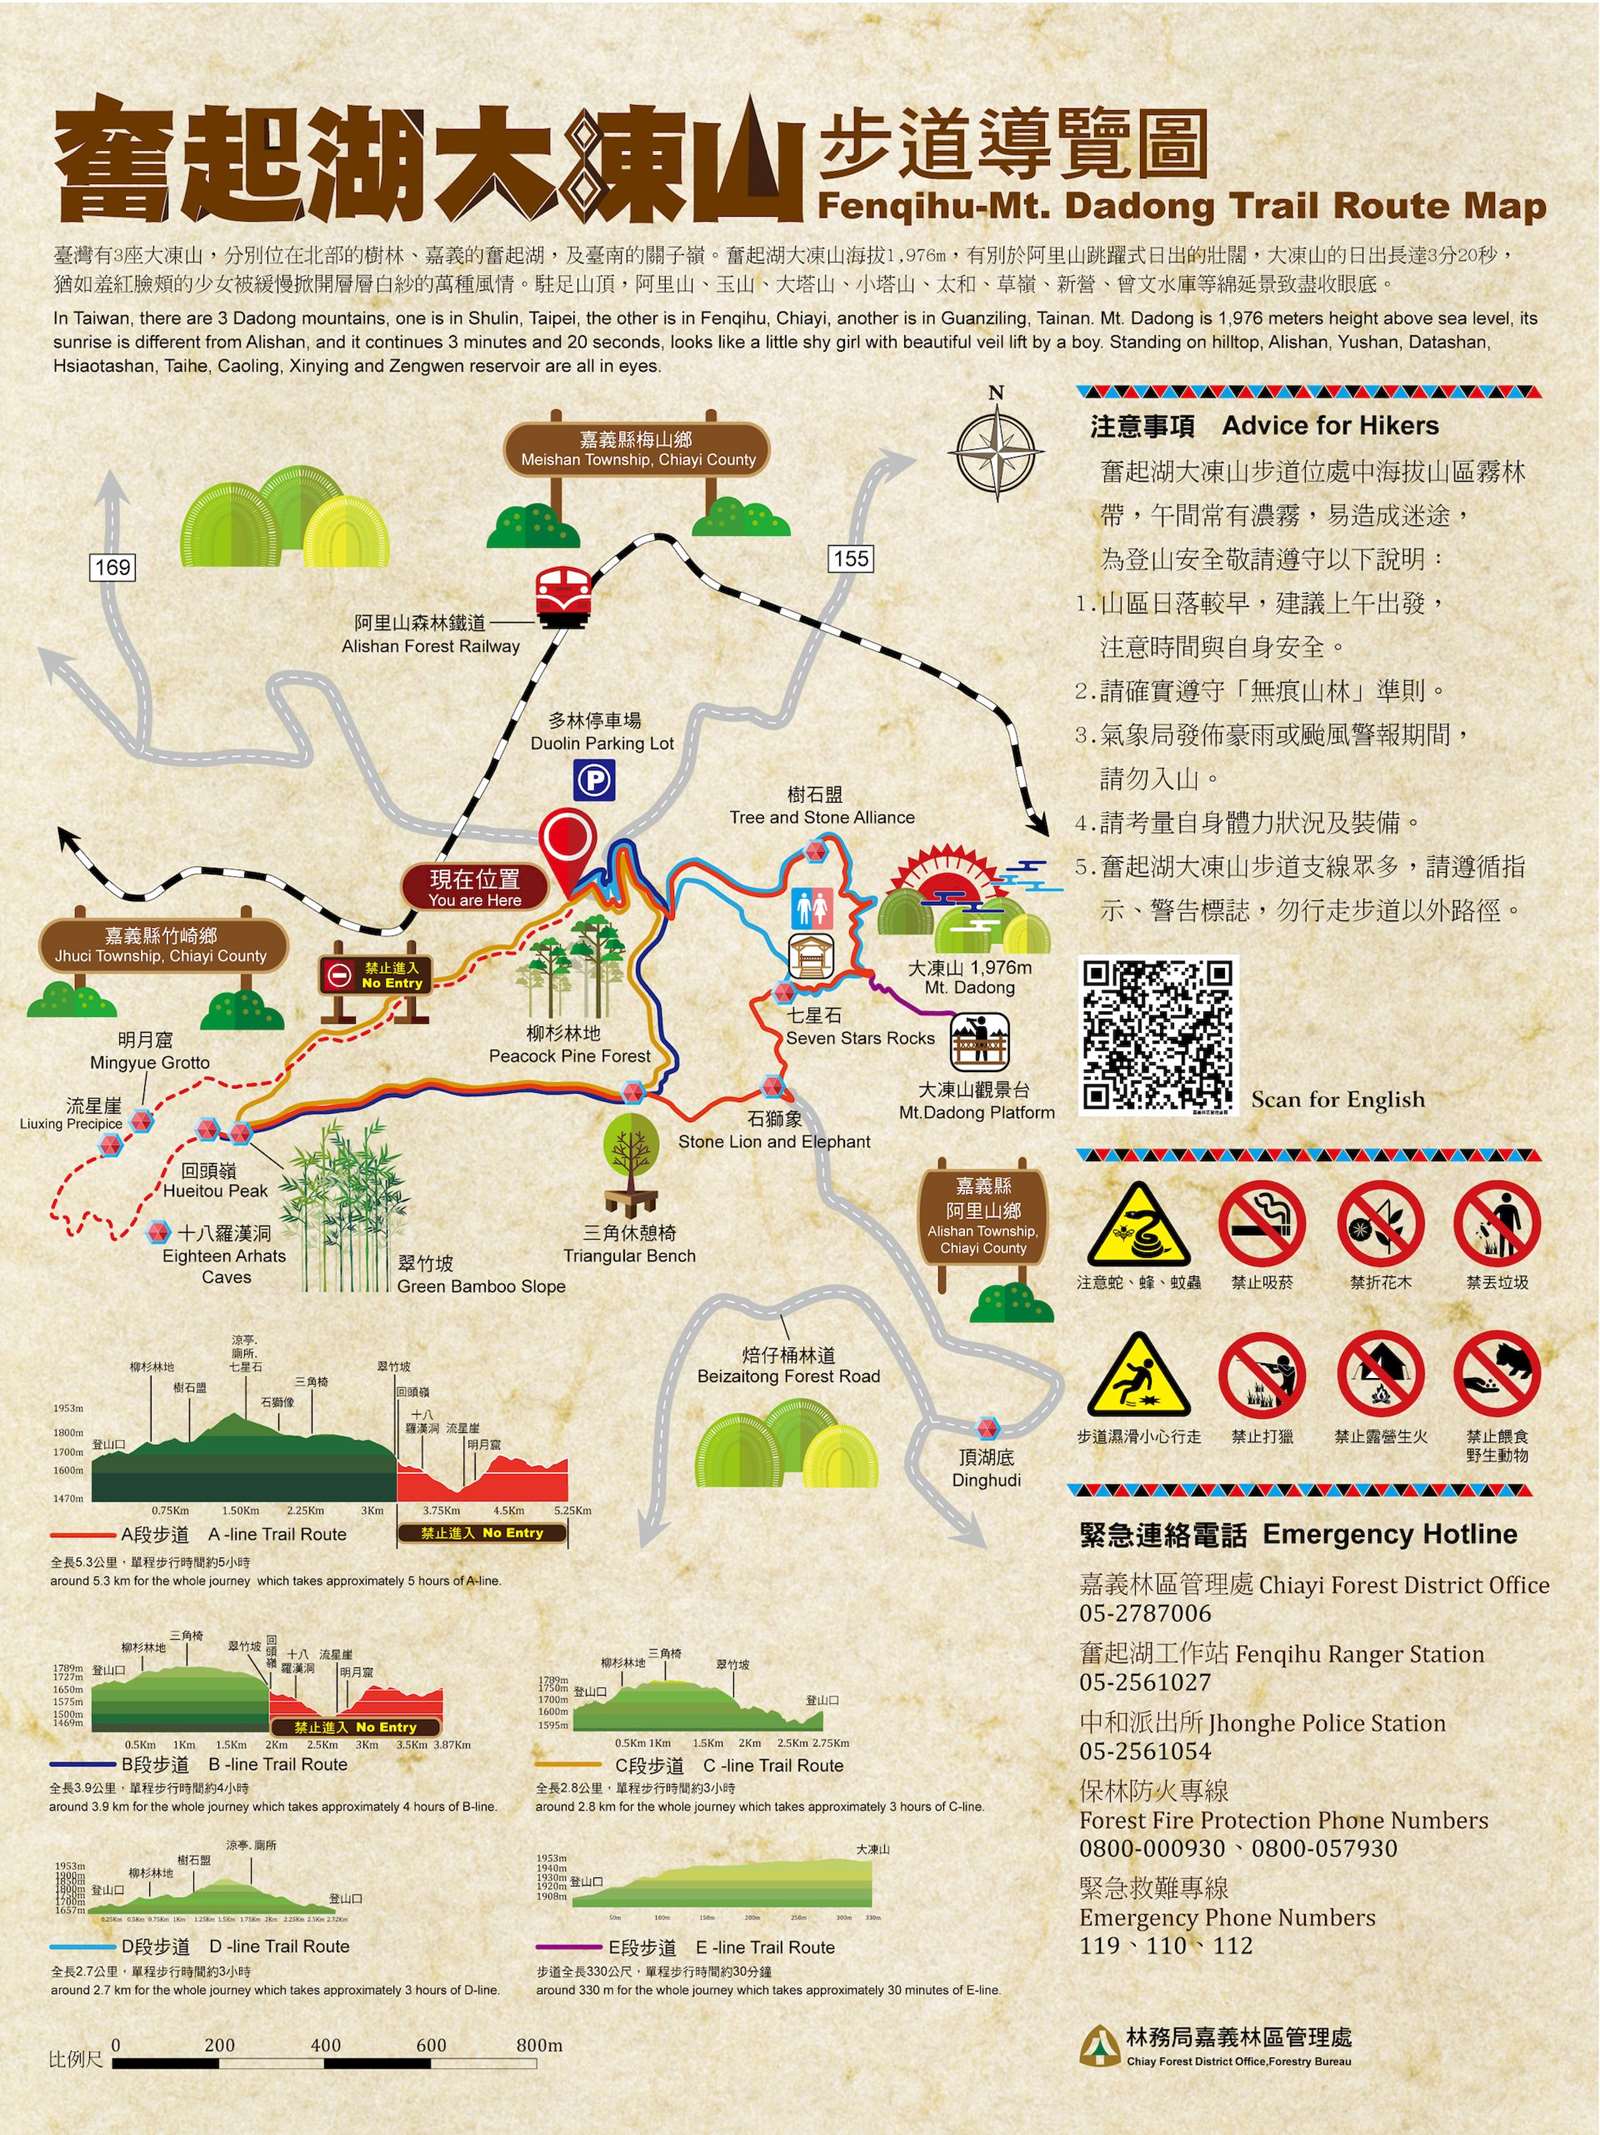 奮起湖大凍山 步道導覽圖
Fenqihu-Mt. Dadong Trail Route Map
臺灣有3座大凍山，分別位在北部的樹林、嘉義的奮起湖，及臺南的關子嶺。奮起湖大凍山海拔1,976m，有別於阿里山跳躍式日出的壯闊，大凍山的日出長達3分20秒，
猶如羞紅臉頰的少女被緩慢掀開層層白紗的萬種風情。駐足山頂，阿里山、玉山、大塔山、小塔山、太和、草嶺、新營、曾文水庫等綿延景致盡收眼底。
In Taiwan, there are 3 Dadong mountains, one is in Shulin, Taipei, the other is in Fenqihu, Chiayi, another is in Guanziling, Tainan. Mt. Dadong is 1,976 meters height above sea level, its
sunrise is different from Alishan, and it continues 3 minutes and 20 seconds, looks like a little shy girl with beautiful veil lift by a boy. Standing on hilltop, Alishan, Yushan, Datashan,
Hsiaotashan, Taihe, Caoling, Xinying and Zengwen reservoir are all in eyes.
N
嘉義縣梅山鄉
Meishan Township, Chiayi County
169
155
阿里山森林鐵道
Alishan Forest Railway
多林停車場
Duolin Parking Lot
P
樹石盟
Tree and Stone Alliance
現在位置
You are Here
嘉義縣竹崎鄉
Jhuci Township, Chiayi County
禁止進入
No Entry
大凍山 1,976m
Mt. Dadong
七星石
Seven Stars Rocks
柳杉林地
Peacock Pine Forest
明月窟
Mingyue Grotto
流星崖
Liuxing Precipice
大凍山觀景台
Mt.Dadong Platform
石獅象
Stone Lion and Elephant
回頭嶺
Hueitou Peak
十八羅漢洞
Eighteen Arhats
Caves
翠竹坡
Green Bamboo Slope
三角休憩椅
Triangular Bench
嘉義縣
阿里山鄉
Alishan Township,
Chiayi County
焙仔桶林道
Beizaitong Forest Road
頂湖底
Dinghudi
注意事項 Advice for Hikers
奮起湖大凍山步道位處中海拔山區霧林
帶，午間常有濃霧，易造成迷途，
為登山安全敬請遵守以下說明：
1.山區日落較早，建議上午出發，
注意時間與自身安全。
2.請確實遵守「無痕山林」準則。
3.氣象局發佈豪雨或颱風警報期間，
請勿入山。
4.請考量自身體力狀況及裝備。
5.奮起湖大凍山步道支線眾多，請遵循指
示、警告標誌，勿行走步道以外路徑。
Scan for English
注意蛇、蜂、蚊蟲
禁止吸菸
禁折花木
禁丟垃圾
步道濕滑小心行走
禁止打獵
禁止露營生火
禁止餵食
野生動物
緊急連絡電話 Emergency Hotline
嘉義林區管理處 Chiayi Forest District Office
05-2787006
奮起湖工作站 Fenqihu Ranger Station
05-2561027
中和派出所 Jhonghe Police Station
05-2561054
保林防火專線
Forest Fire Protection Phone Numbers
0800-000930、0800-057930
緊急救難專線
Emergency Phone Numbers
119、110、112
林務局嘉義林區管理處
Chiay Forest District Office,Forestry Bureau
涼亭.
廁所.
七星石
柳杉林地
樹石盟
石獅像
三角椅
翠竹坡
回頭嶺
十八
羅漢洞
流星崖
明月窟
登山口
1953m
1800m
1700m
1600m
1470m
0.75Km 1.50Km 2.25Km 3Km 3.75Km 4.5Km 5.25Km
A段步道 A -line Trail Route
禁止進入 No Entry
全長5.3公里，單程步行時間約5小時
around 5.3 km for the whole journey which takes approximately 5 hours of A-line.
登山口
柳杉林地
三角椅
翠竹坡
回頭嶺
十八
羅漢洞
流星崖
明月窟
1789m
1727m
1650m
1575m
1500m
1469m
禁止進入 No Entry
0.5Km 1Km 1.5Km 2Km 2.5Km 3Km 3.5Km 3.87Km
B段步道 B -line Trail Route
全長3.9公里，單程步行時間約4小時
around 3.9 km for the whole journey which takes approximately 4 hours of B-line.
登山口
柳杉林地
三角椅
翠竹坡
登山口
1789m
1750m
1700m
1600m
1595m
0.5Km 1Km 1.5Km 2Km 2.5Km 2.75Km
C段步道 C -line Trail Route
全長2.8公里，單程步行時間約3小時
around 2.8 km for the whole journey which takes approximately 3 hours of C-line.
登山口
柳杉林地
樹石盟
涼亭.廁所
登山口
1953m
1900m
1850m
1800m
1750m
1700m
1657m
0.25Km 0.5Km 0.75Km 1Km 1.25Km 1.5Km 1.75Km 2Km 2.25Km 2.5Km 2.72Km
D段步道 D -line Trail Route
全長2.7公里，單程步行時間約3小時
around 2.7 km for the whole journey which takes approximately 3 hours of D-line.
登山口
大凍山
1953m
1940m
1930m
1920m
1908m
50m 100m 150m 200m 250m 300m 330m
E段步道 E -line Trail Route
步道全長330公尺，單程步行時間約30分鐘
around 330 m for the whole journey which takes approximately 30 minutes of E-line.
比例尺 0 200 400 600 800m